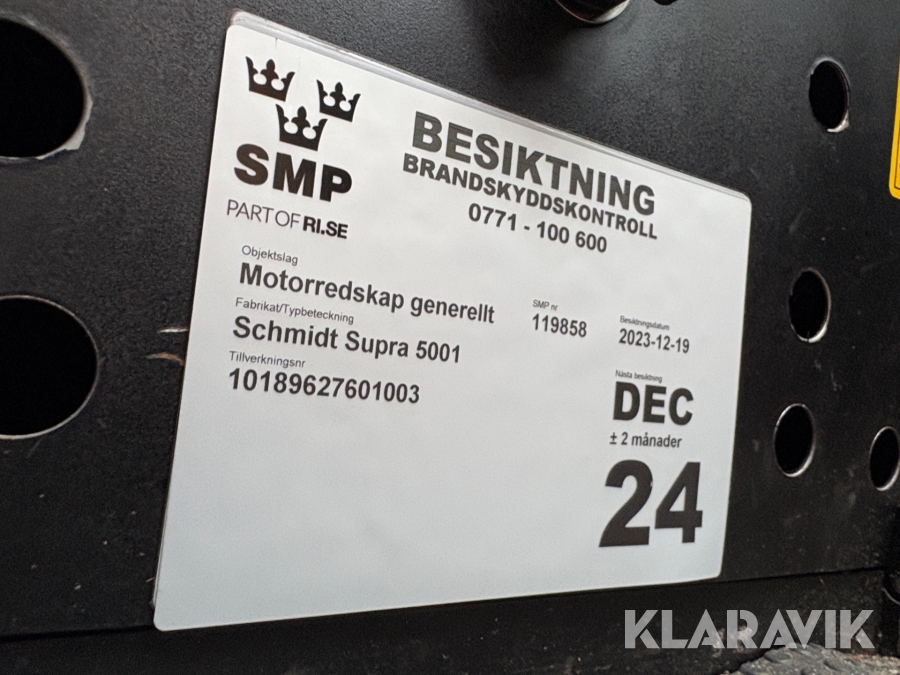 SMP
PART OF RI.SE
BESIKTNING
BRANDSKYDDSKONTROLL
0771 - 100 600
Objektslag
Motorredskap generellt
Fabrikat/Typbeteckning
Schmidt Supra 5001
Tillverkningsnr
10189627601003
SMP nr
119858
Besiktningsdatum
2023-12-19
Nästa besiktning
DEC
± 2 månader
24
KLARAVIK